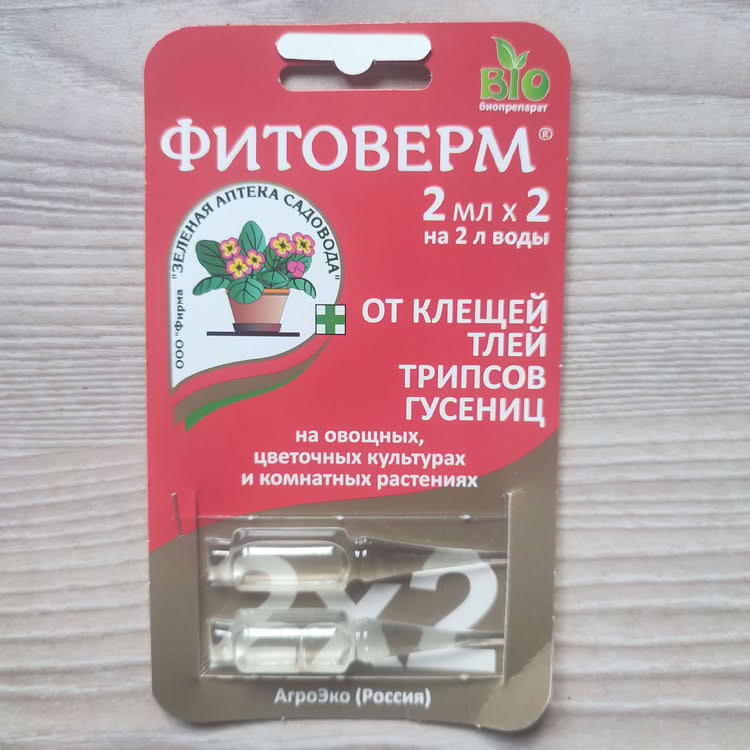 BIO
биопрепарат
ФИТОВЕРМ®
2 мл x 2
на 2 л воды
ООО "Фирма "ЗЕЛЕНАЯ АПТЕКА САДОВОДА"
ОТ КЛЕЩЕЙ
ТЛЕЙ
ТРИПСОВ
ГУСЕНИЦ
на овощных,
цветочных культурах
и комнатных растениях
2x2
АгроЭко (Россия)